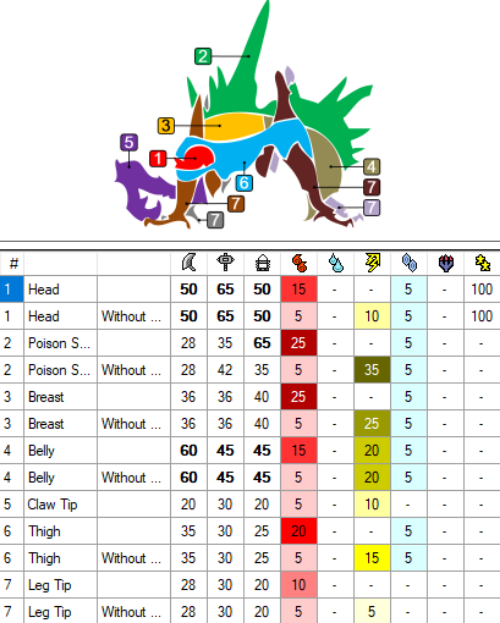 2
3
5
1
4
6
7
7
7
7
#
1 Head 50 65 50 15 - - 5 - 100
1 Head Without ... 50 65 50 5 - 10 5 - 100
2 Poison S... 28 35 65 25 - - 5 - -
2 Poison S... Without ... 28 42 35 5 - 35 5 - -
3 Breast 36 36 40 25 - - 5 - -
3 Breast Without ... 36 36 40 5 - 25 5 - -
4 Belly 60 45 45 15 - 20 5 - -
4 Belly Without ... 60 45 45 5 - 20 5 - -
5 Claw Tip 20 30 20 5 - 10 - - -
6 Thigh 35 30 25 20 - - 5 - -
6 Thigh Without ... 35 30 25 5 - 15 5 - -
7 Leg Tip 28 30 20 10 - - - - -
7 Leg Tip Without ... 28 30 20 5 - 5 - - -